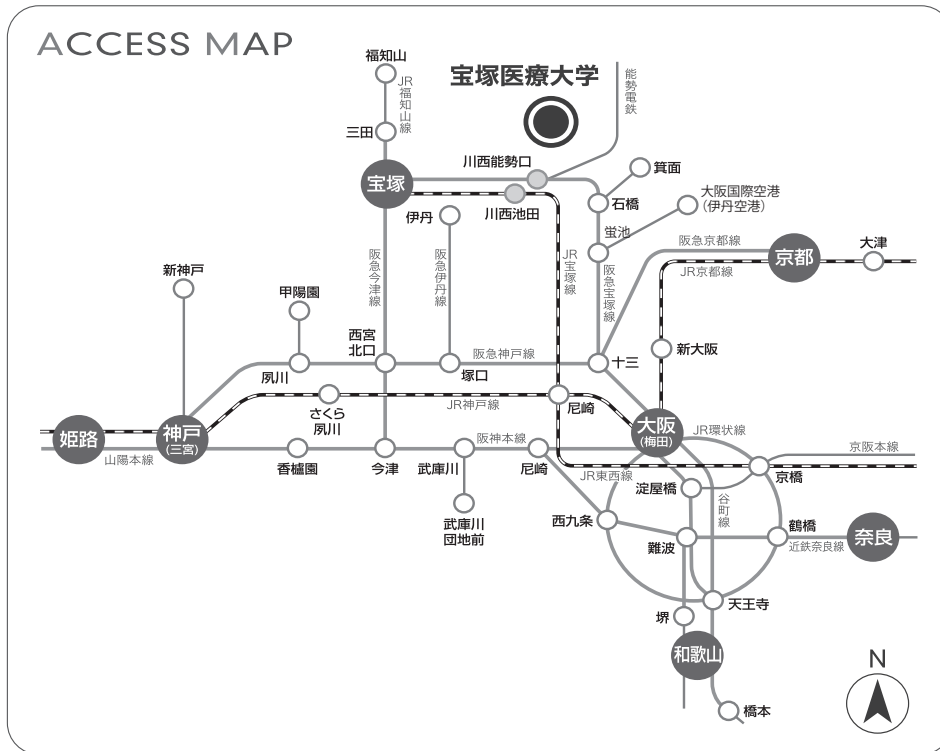 ACCESS MAP
福知山
JR福知山線
宝塚医療大学
能勢電鉄
三田
川西能勢口
箕面
宝塚
大阪国際空港
(伊丹空港)
石橋
川西池田
伊丹
蛍池
阪急京都線
大津
京都
JR京都線
新神戸
阪急今津線
阪急伊丹線
JR宝塚線
阪急宝塚線
甲陽園
西宮
北口
阪急神戸線
十三
新大阪
夙川
塚口
さくら
夙川
JR神戸線
尼崎
大阪
(梅田)
JR環状線
姫路
神戸
(三宮)
山陽本線
阪神本線
京阪本線
香櫨園
今津
武庫川
尼崎
JR東西線
京橋
淀屋橋
谷町線
武庫川
団地前
西九条
鶴橋
難波
近鉄奈良線
奈良
天王寺
堺
和歌山
橋本
N